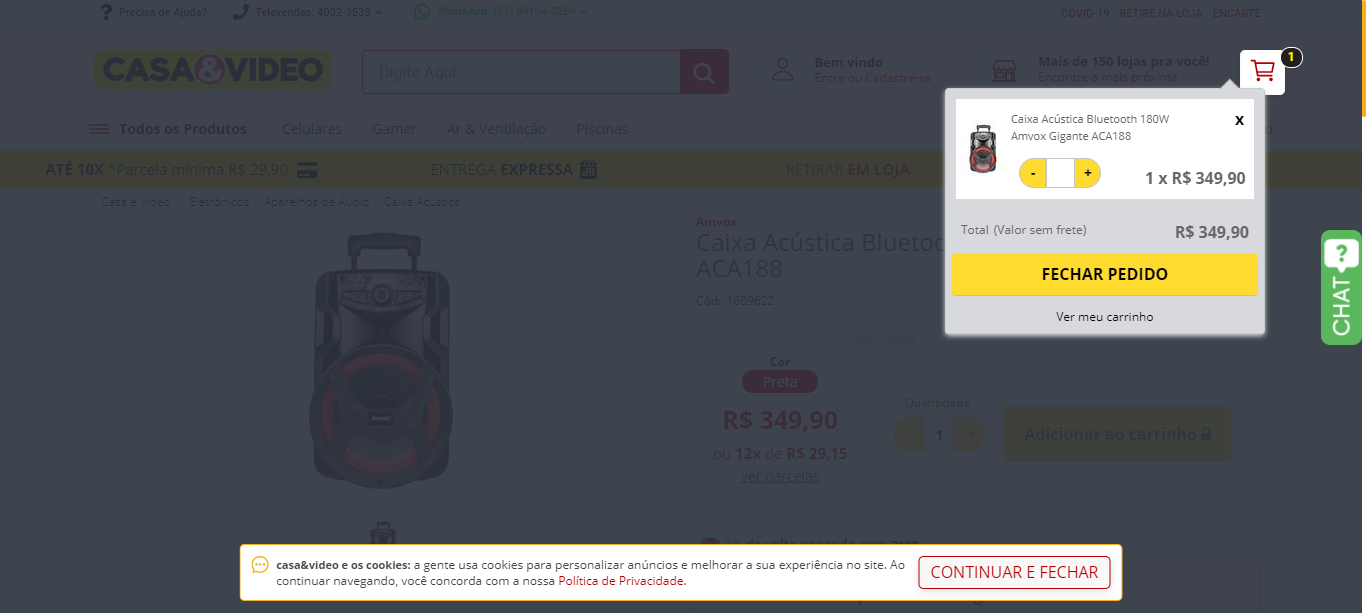 Precisa de Ajuda?
Televendas: 4002-3535
WhatsApp: (21) 99104-3269
COVID-19
RETIRE NA LOJA
ENCARTE
CASA&VIDEO
Digite Aqui
Bem vindo
Entre ou Cadastre-se
Mais de 150 lojas pra você!
Encontre a mais próxima
1
Todos os Produtos
Celulares
Gamer
Ar & Ventilação
Piscinas
ATÉ 10X *Parcela mínima R$ 29,90
ENTREGA EXPRESSA
RETIRAR EM LOJA
Casa e Vídeo / Eletrônicos / Aparelhos de Áudio / Caixa Acústica
Caixa Acústica Bluetooth 180W
Amvox Gigante ACA188
x
-
+
1 x R$ 349,90
Total (Valor sem frete)
R$ 349,90
FECHAR PEDIDO
Ver meu carrinho
Amvox
Caixa Acústica
ACA188
Cód: 1689622
Cor
Preta
R$ 349,90
ou 12x de R$ 29,15
ver parcelas
Quantidade
-
1
+
Adicionar ao carrinho
?
CHAT
casa&video e os cookies: a gente usa cookies para personalizar anúncios e melhorar a sua experiência no site. Ao
continuar navegando, você concorda com a nossa Política de Privacidade.
CONTINUAR E FECHAR